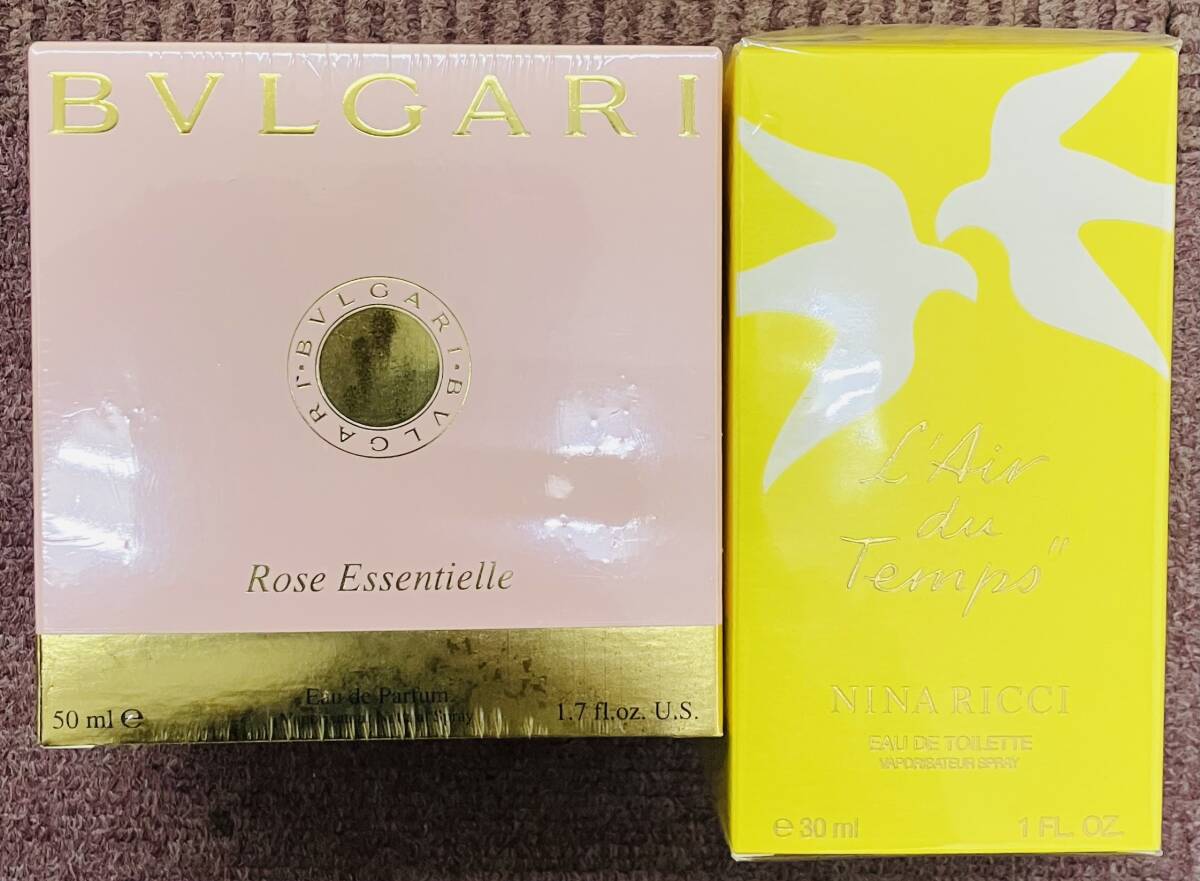 BVLGARI
BVLGARI · BVLGARI ·
Rose Essentielle
Eau de Parfum
Spray
50 ml e
1.7 fl.oz. U.S.
L'Air
du
Temps"
NINA RICCI
EAU DE TOILETTE
VAPORISATEUR SPRAY
e 30 ml
1 FL. OZ.